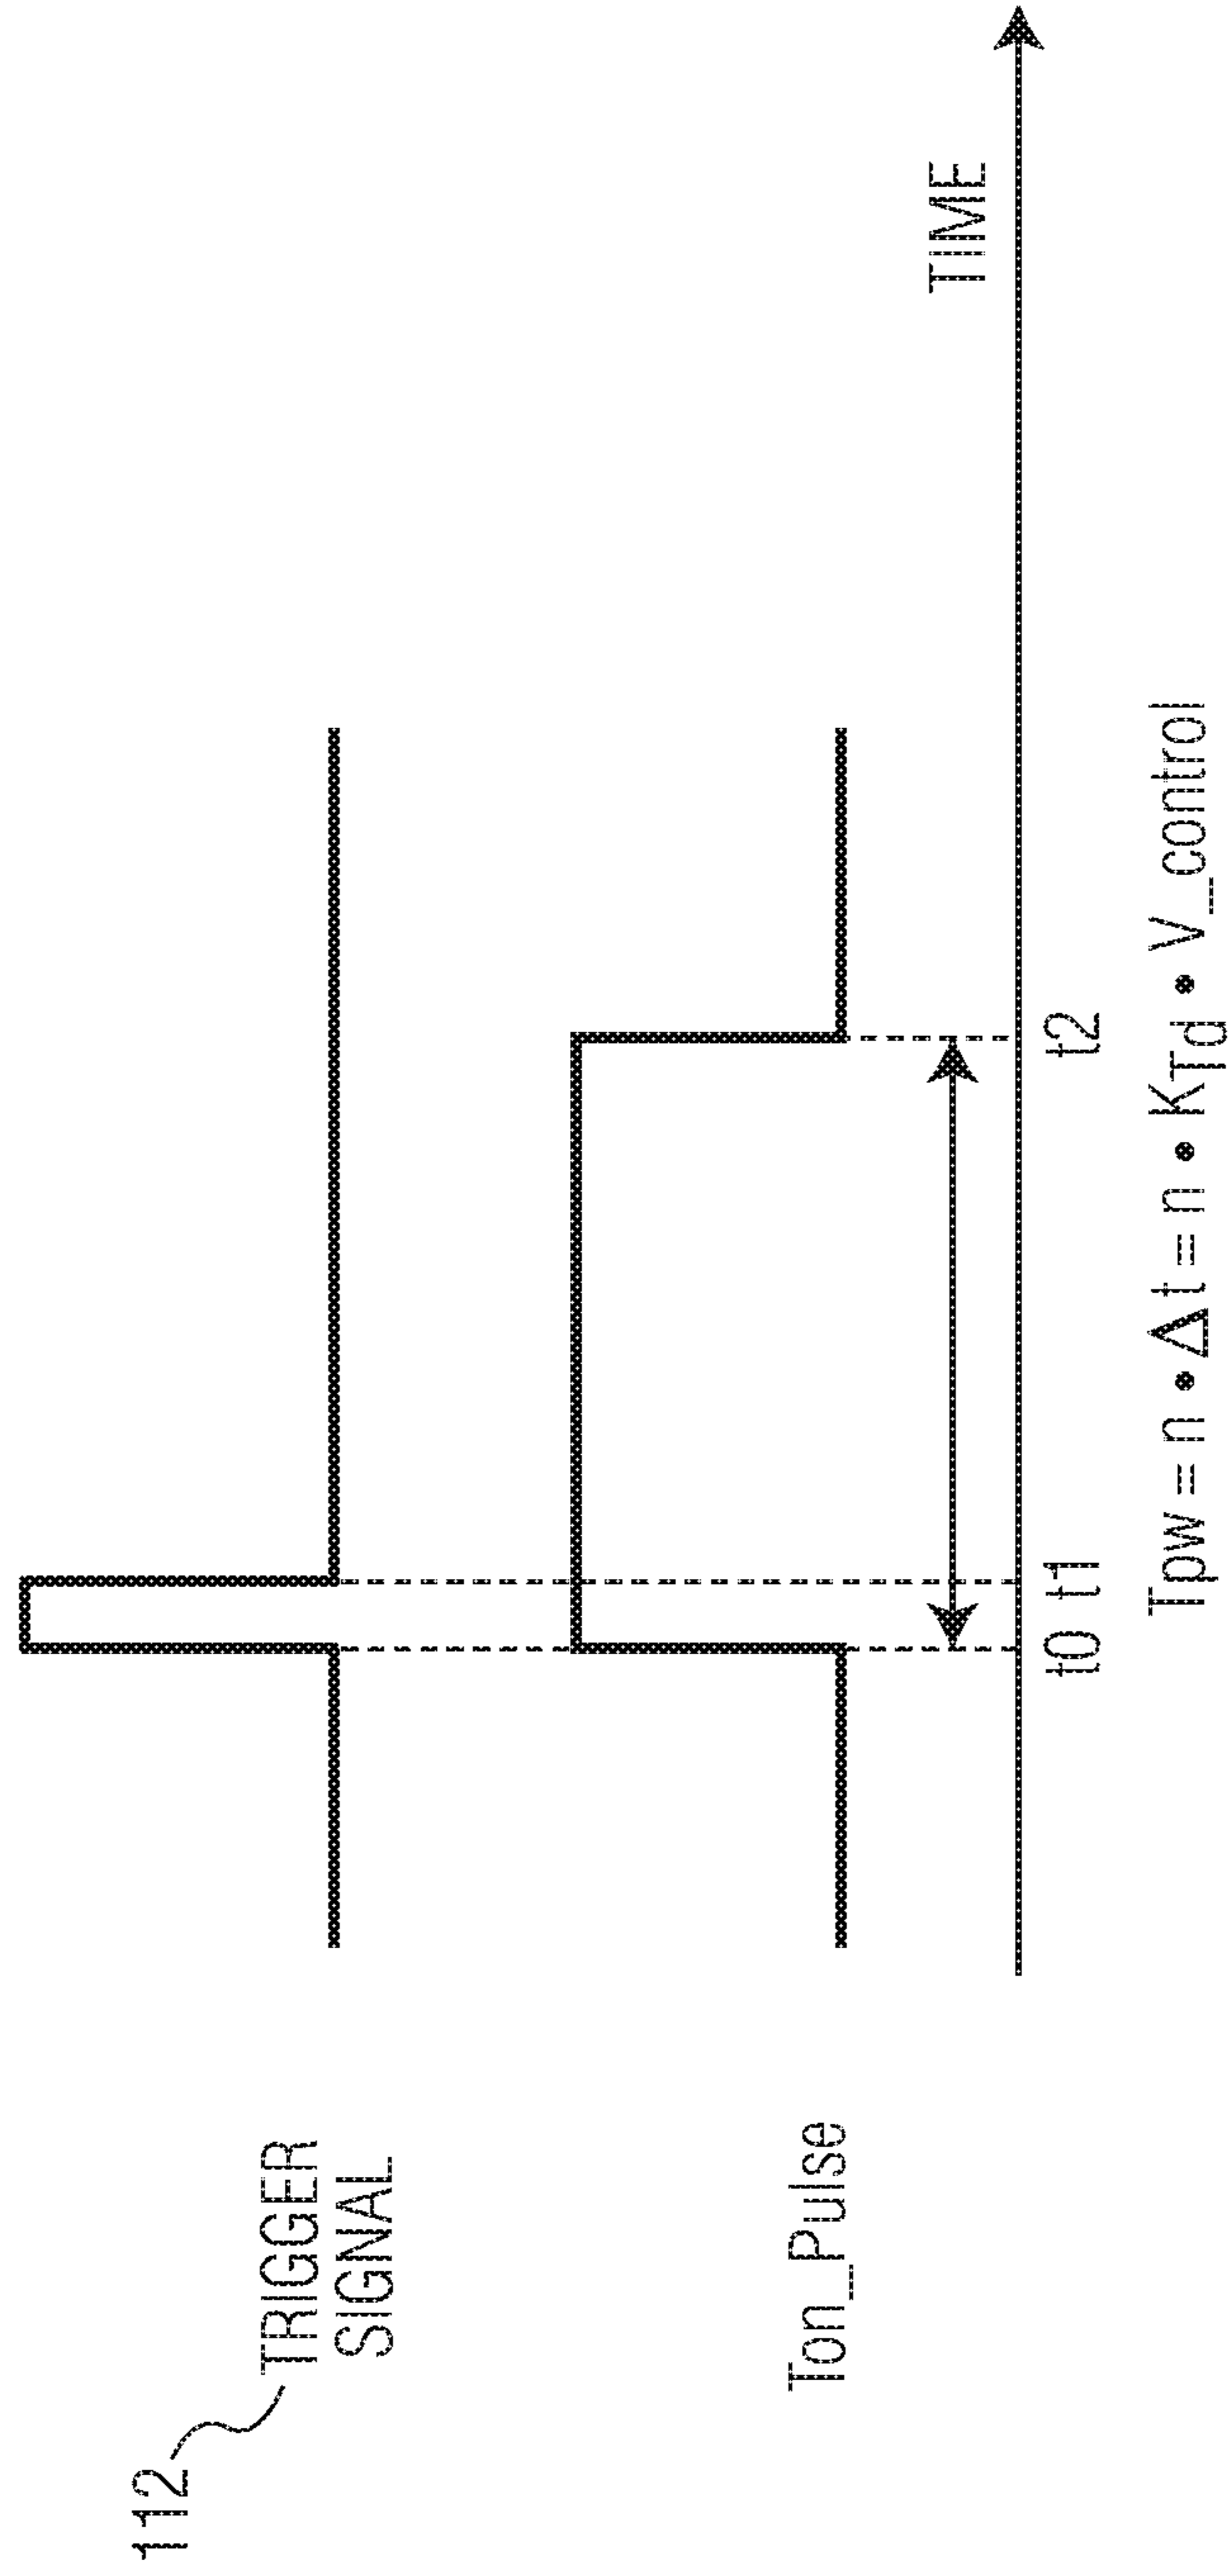 112
TRIGGER
SIGNAL
Ton_Pulse
TIME
t0 t1 t2
Tpw = n • Δt = n • K_Td • V_control